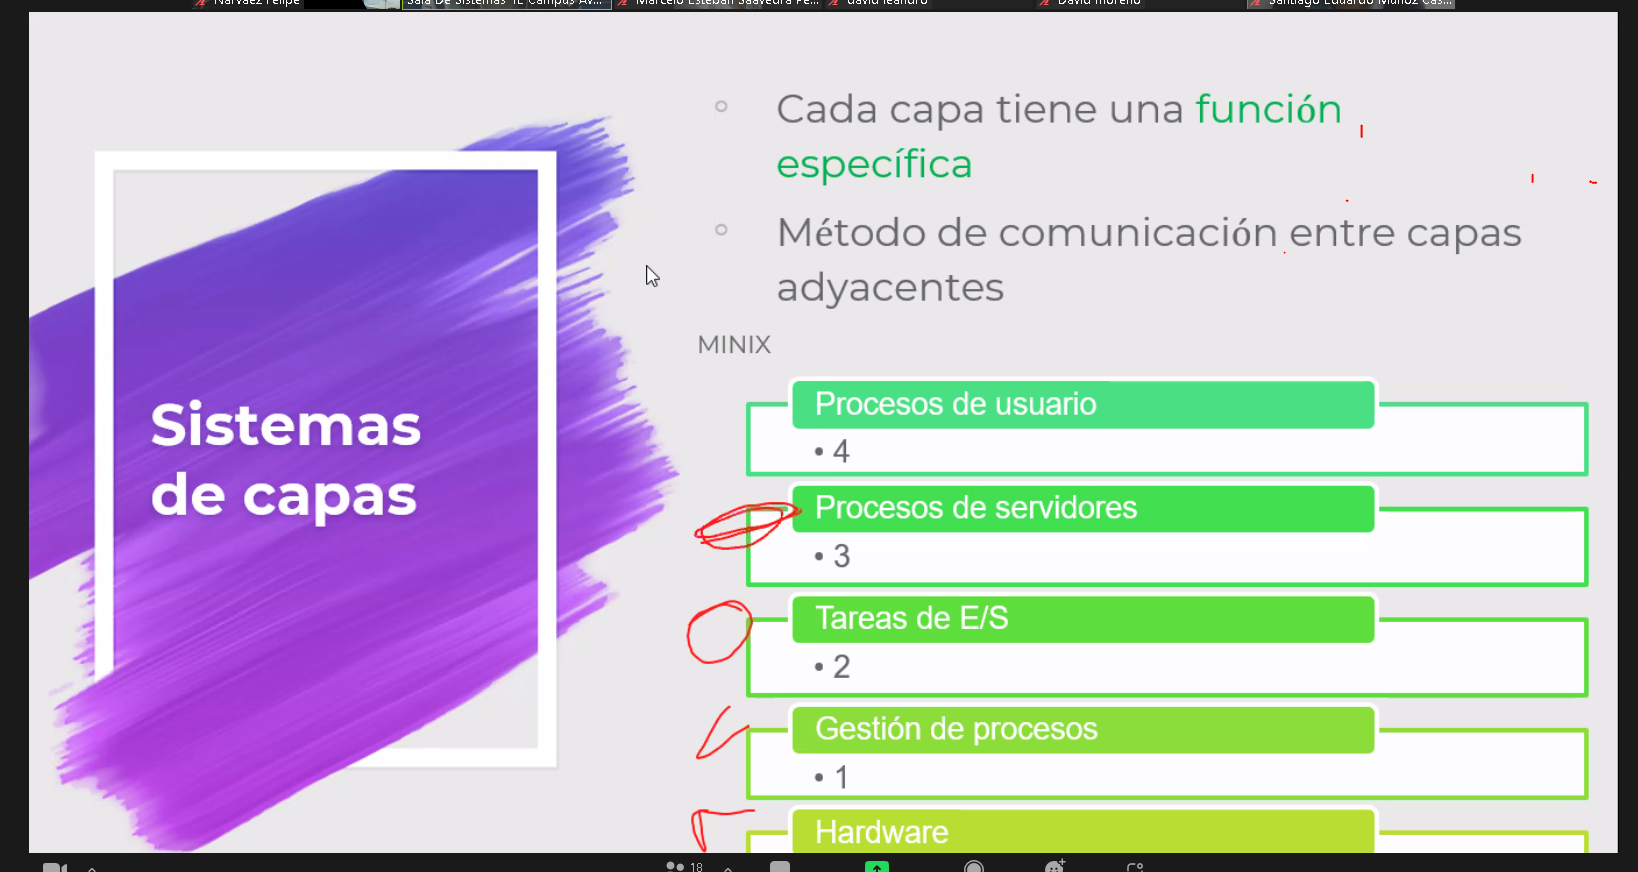 Narváez Felipe
Sala De Sistemas TE Campus Av...
Marcelo Esteban Saavedra Pe...
david leandro
David moreno
Santiago Eduardo Muñoz Cas...
Cada capa tiene una función
específica
Método de comunicación entre capas
adyacentes
MINIX
Sistemas
de capas
Procesos de usuario
• 4
Procesos de servidores
• 3
Tareas de E/S
• 2
Gestión de procesos
• 1
Hardware
18